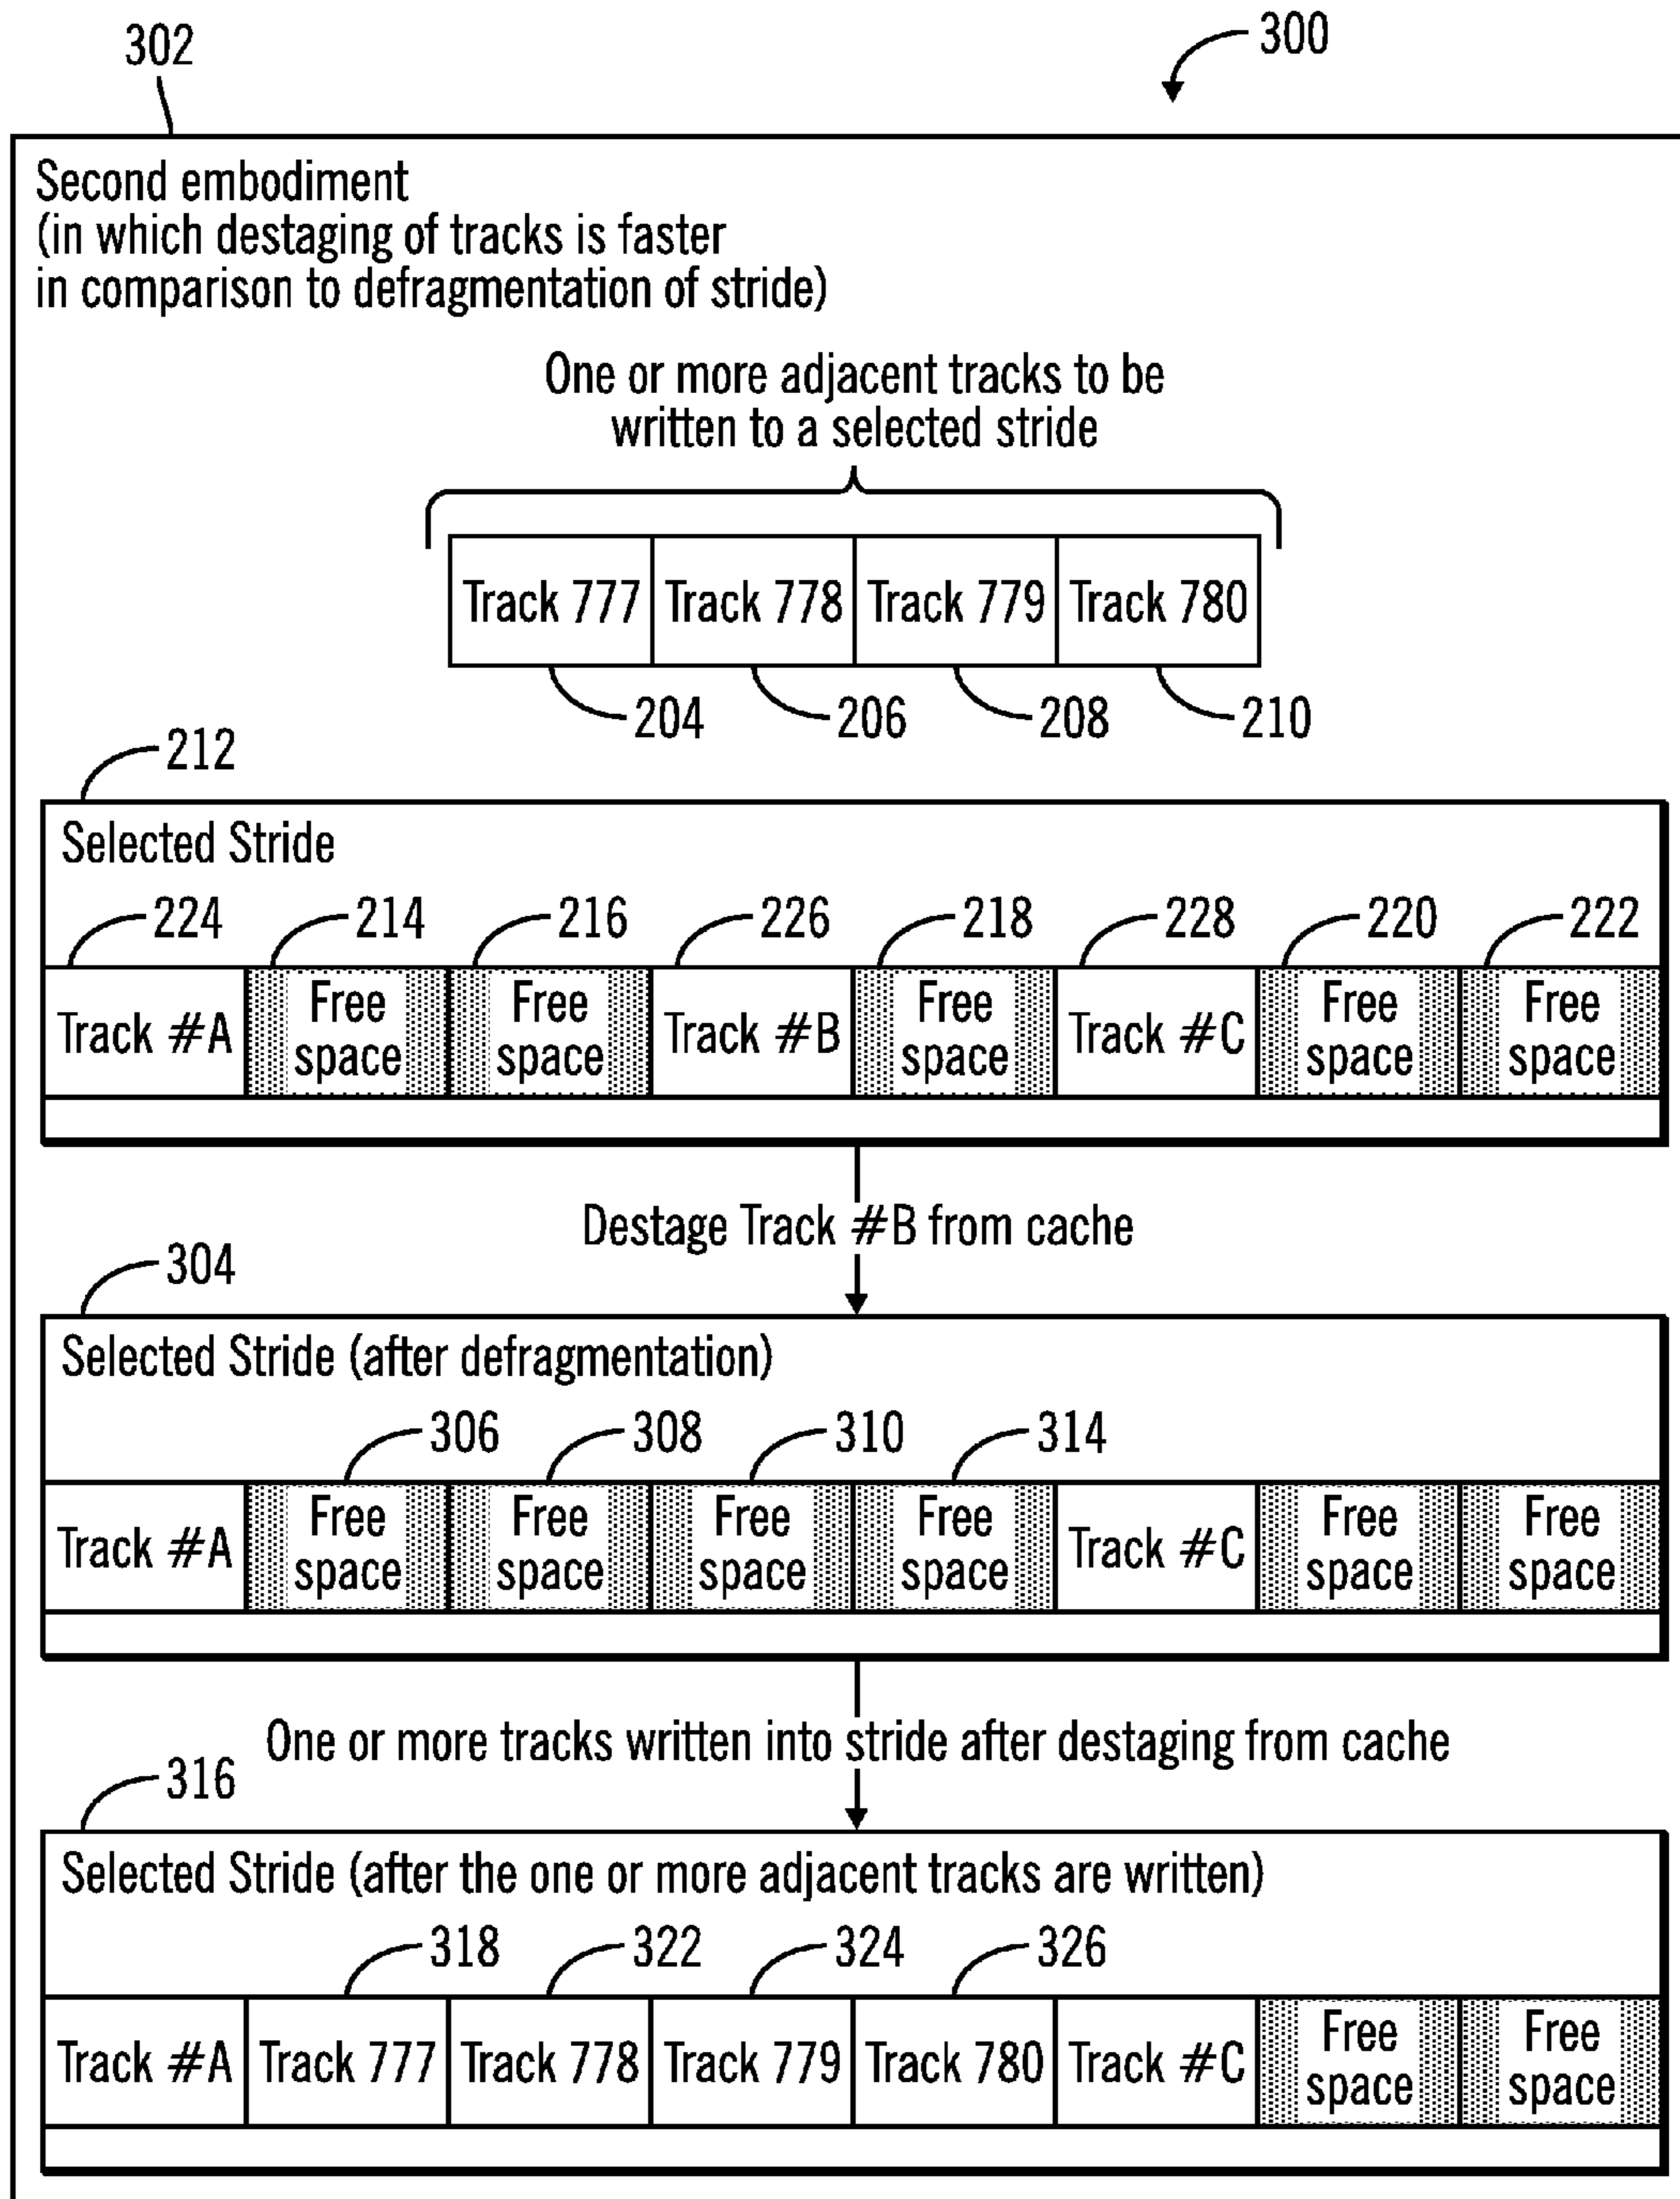 302
300
Second embodiment
(in which destaging of tracks is faster
in comparison to defragmentation of stride)
One or more adjacent tracks to be
written to a selected stride
Track 777 Track 778 Track 779 Track 780
204 206 208 210
212
Selected Stride
224 214 216 226 218 228 220 222
Track #A Free space Free space Track #B Free space Track #C Free space Free space
Destage Track #B from cache
304
Selected Stride (after defragmentation)
306 308 310 314
Track #A Free space Free space Free space Free space Track #C Free space Free space
One or more tracks written into stride after destaging from cache
316
Selected Stride (after the one or more adjacent tracks are written)
318 322 324 326
Track #A Track 777 Track 778 Track 779 Track 780 Track #C Free space Free space